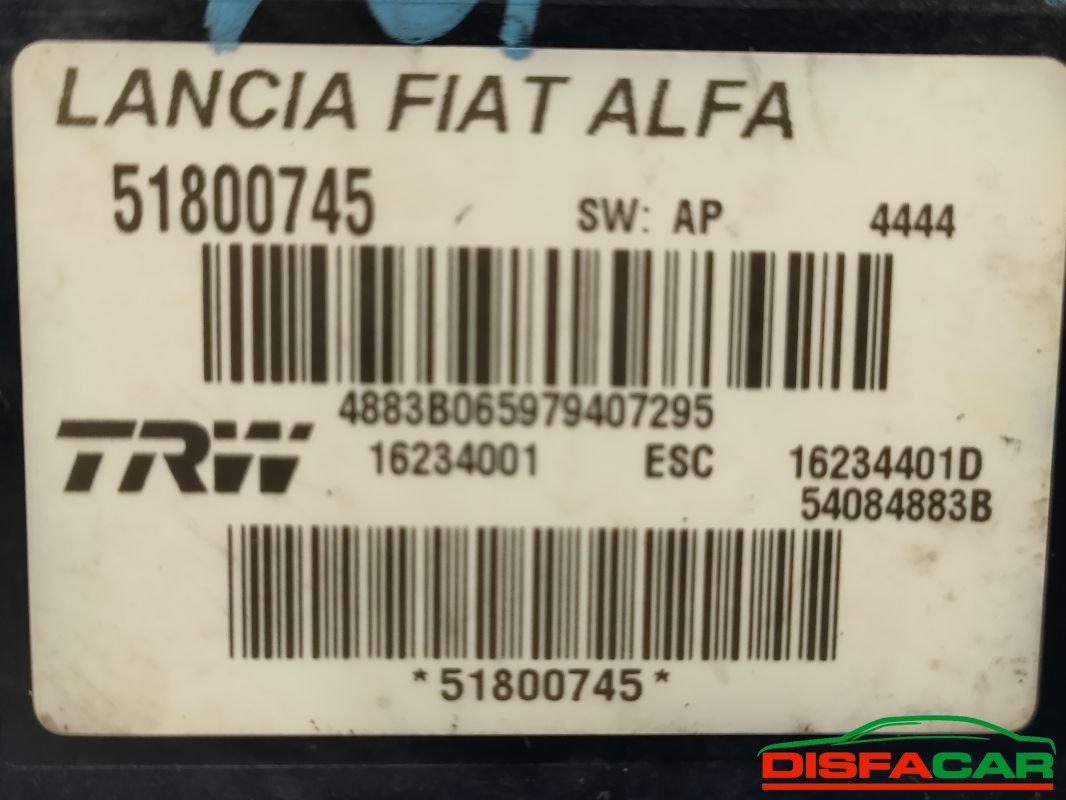 LANCIA FIAT ALFA
51800745 SW: AP 4444
4883B065979407295
TRW 16234001 ESC 16234401D
54084883B
*51800745*
DISFACAR